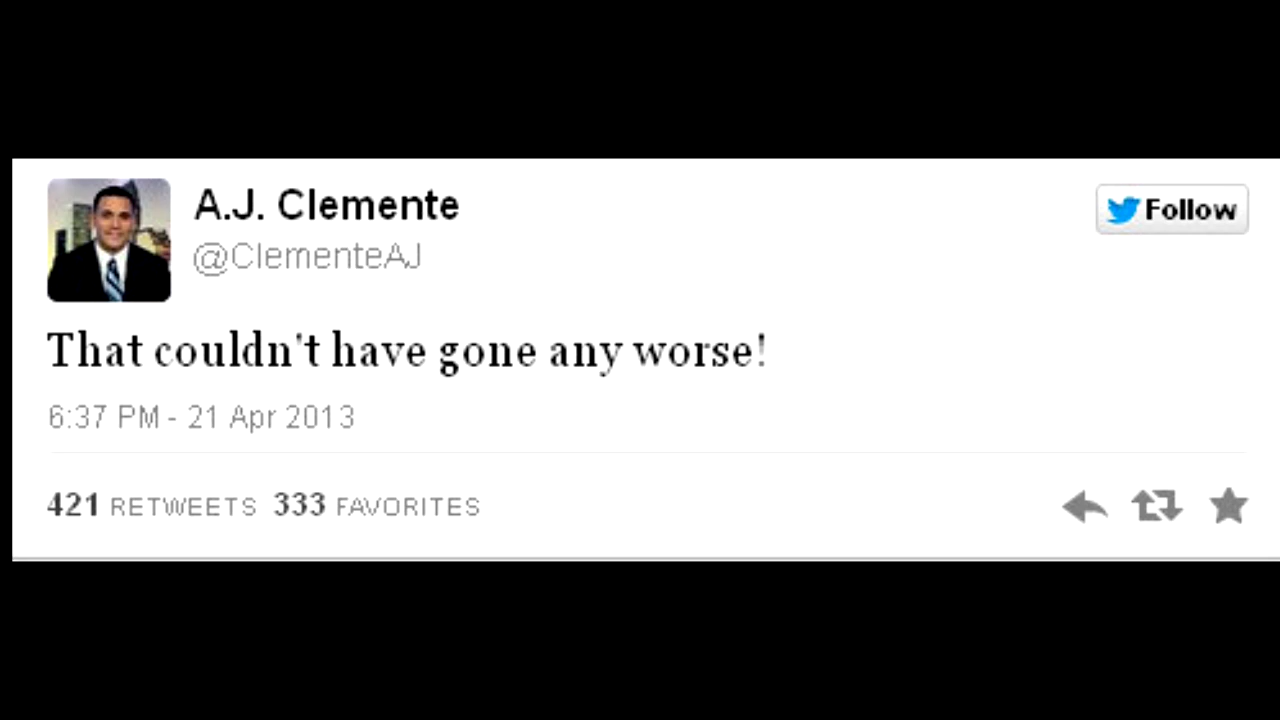 A.J. Clemente
@ClementeAJ
Follow
That couldn't have gone any worse!
6:37 PM - 21 Apr 2013
421 RETWEETS 333 FAVORITES